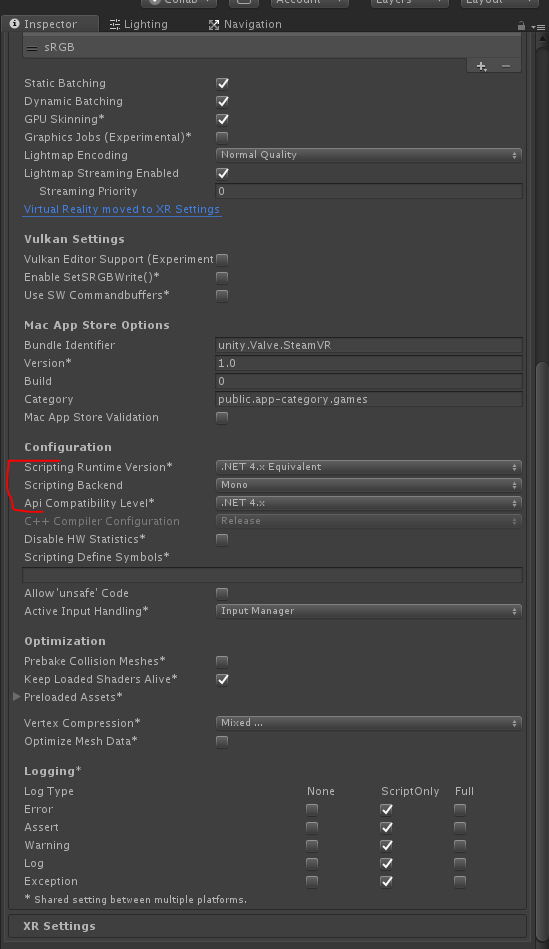 Collab Account Layers Layout
Inspector Lighting Navigation
sRGB
Static Batching
Dynamic Batching
GPU Skinning*
Graphics Jobs (Experimental)*
Lightmap Encoding Normal Quality
Lightmap Streaming Enabled
Streaming Priority 0
Virtual Reality moved to XR Settings
Vulkan Settings
Vulkan Editor Support (Experiment
Enable SetSRGBWrite()*
Use SW Commandbuffers*
Mac App Store Options
Bundle Identifier unity.Valve.SteamVR
Version* 1.0
Build 0
Category public.app-category.games
Mac App Store Validation
Configuration
Scripting Runtime Version* .NET 4.x Equivalent
Scripting Backend Mono
Api Compatibility Level* .NET 4.x
C++ Compiler Configuration Release
Disable HW Statistics*
Scripting Define Symbols*
Allow 'unsafe' Code
Active Input Handling* Input Manager
Optimization
Prebake Collision Meshes*
Keep Loaded Shaders Alive*
Preloaded Assets*
Vertex Compression* Mixed ...
Optimize Mesh Data*
Logging*
Log Type None ScriptOnly Full
Error
Assert
Warning
Log
Exception
* Shared setting between multiple platforms.
XR Settings